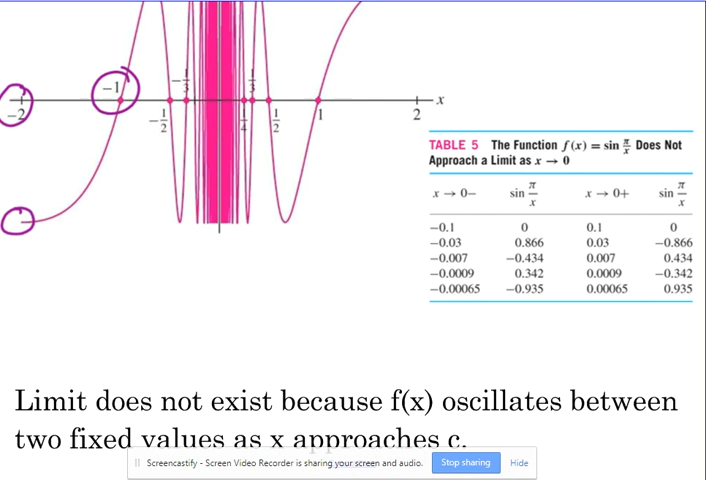 -1
-1/3
1/3
-2
x
-1/2
1/4
1/2
1
2
TABLE 5 The Function f(x) = sin π/x Does Not
Approach a Limit as x → 0
x → 0− sin π/x x → 0+ sin π/x
−0.1 0 0.1 0
−0.03 0.866 0.03 −0.866
−0.007 −0.434 0.007 0.434
−0.0009 0.342 0.0009 −0.342
−0.00065 −0.935 0.00065 0.935
Limit does not exist because f(x) oscillates between
two fixed values as x approaches c.
Screencastify - Screen Video Recorder is sharing your screen and audio. Stop sharing Hide